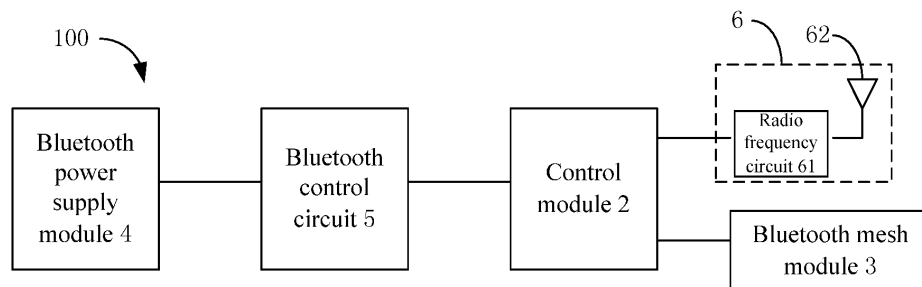 100
6
62
Bluetooth
power
supply
module 4
Bluetooth
control
circuit 5
Control
module 2
Radio
frequency
circuit 61
Bluetooth mesh
module 3